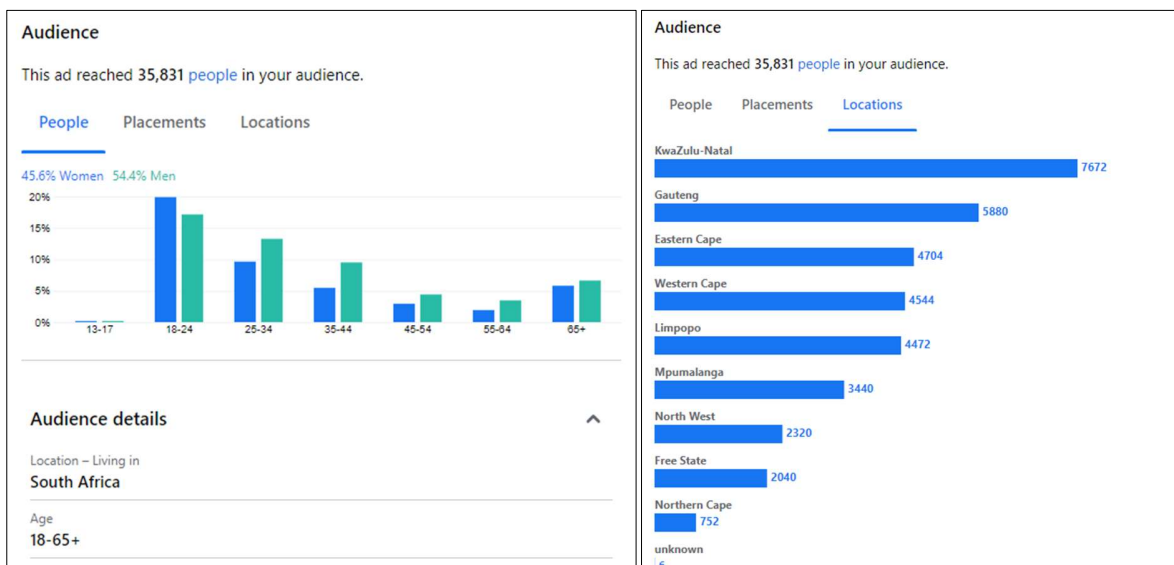 Audience
This ad reached 35,831 people in your audience.
People Placements Locations
45.6% Women 54.4% Men
20%
15%
10%
5%
0%
13-17 18-24 25-34 35-44 45-54 55-64 65+
Audience details
Location – Living in
South Africa
Age
18-65+
Audience
This ad reached 35,831 people in your audience.
People Placements Locations
KwaZulu-Natal
7672
Gauteng
5880
Eastern Cape
4704
Western Cape
4544
Limpopo
4472
Mpumalanga
3440
North West
2320
Free State
2040
Northern Cape
752
unknown
6